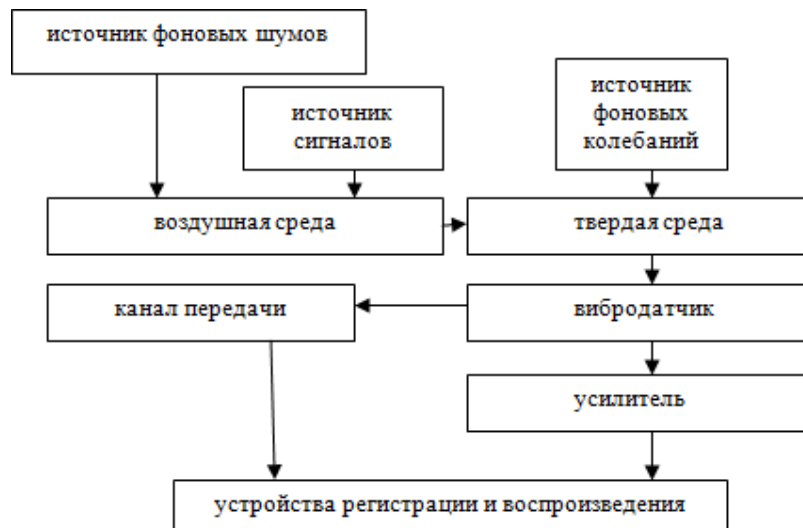 источник фоновых шумов
источник
сигналов
источник
фоновых
колебаний
воздушная среда
твердая среда
канал передачи
вибродатчик
усилитель
устройства регистрации и воспроизведения